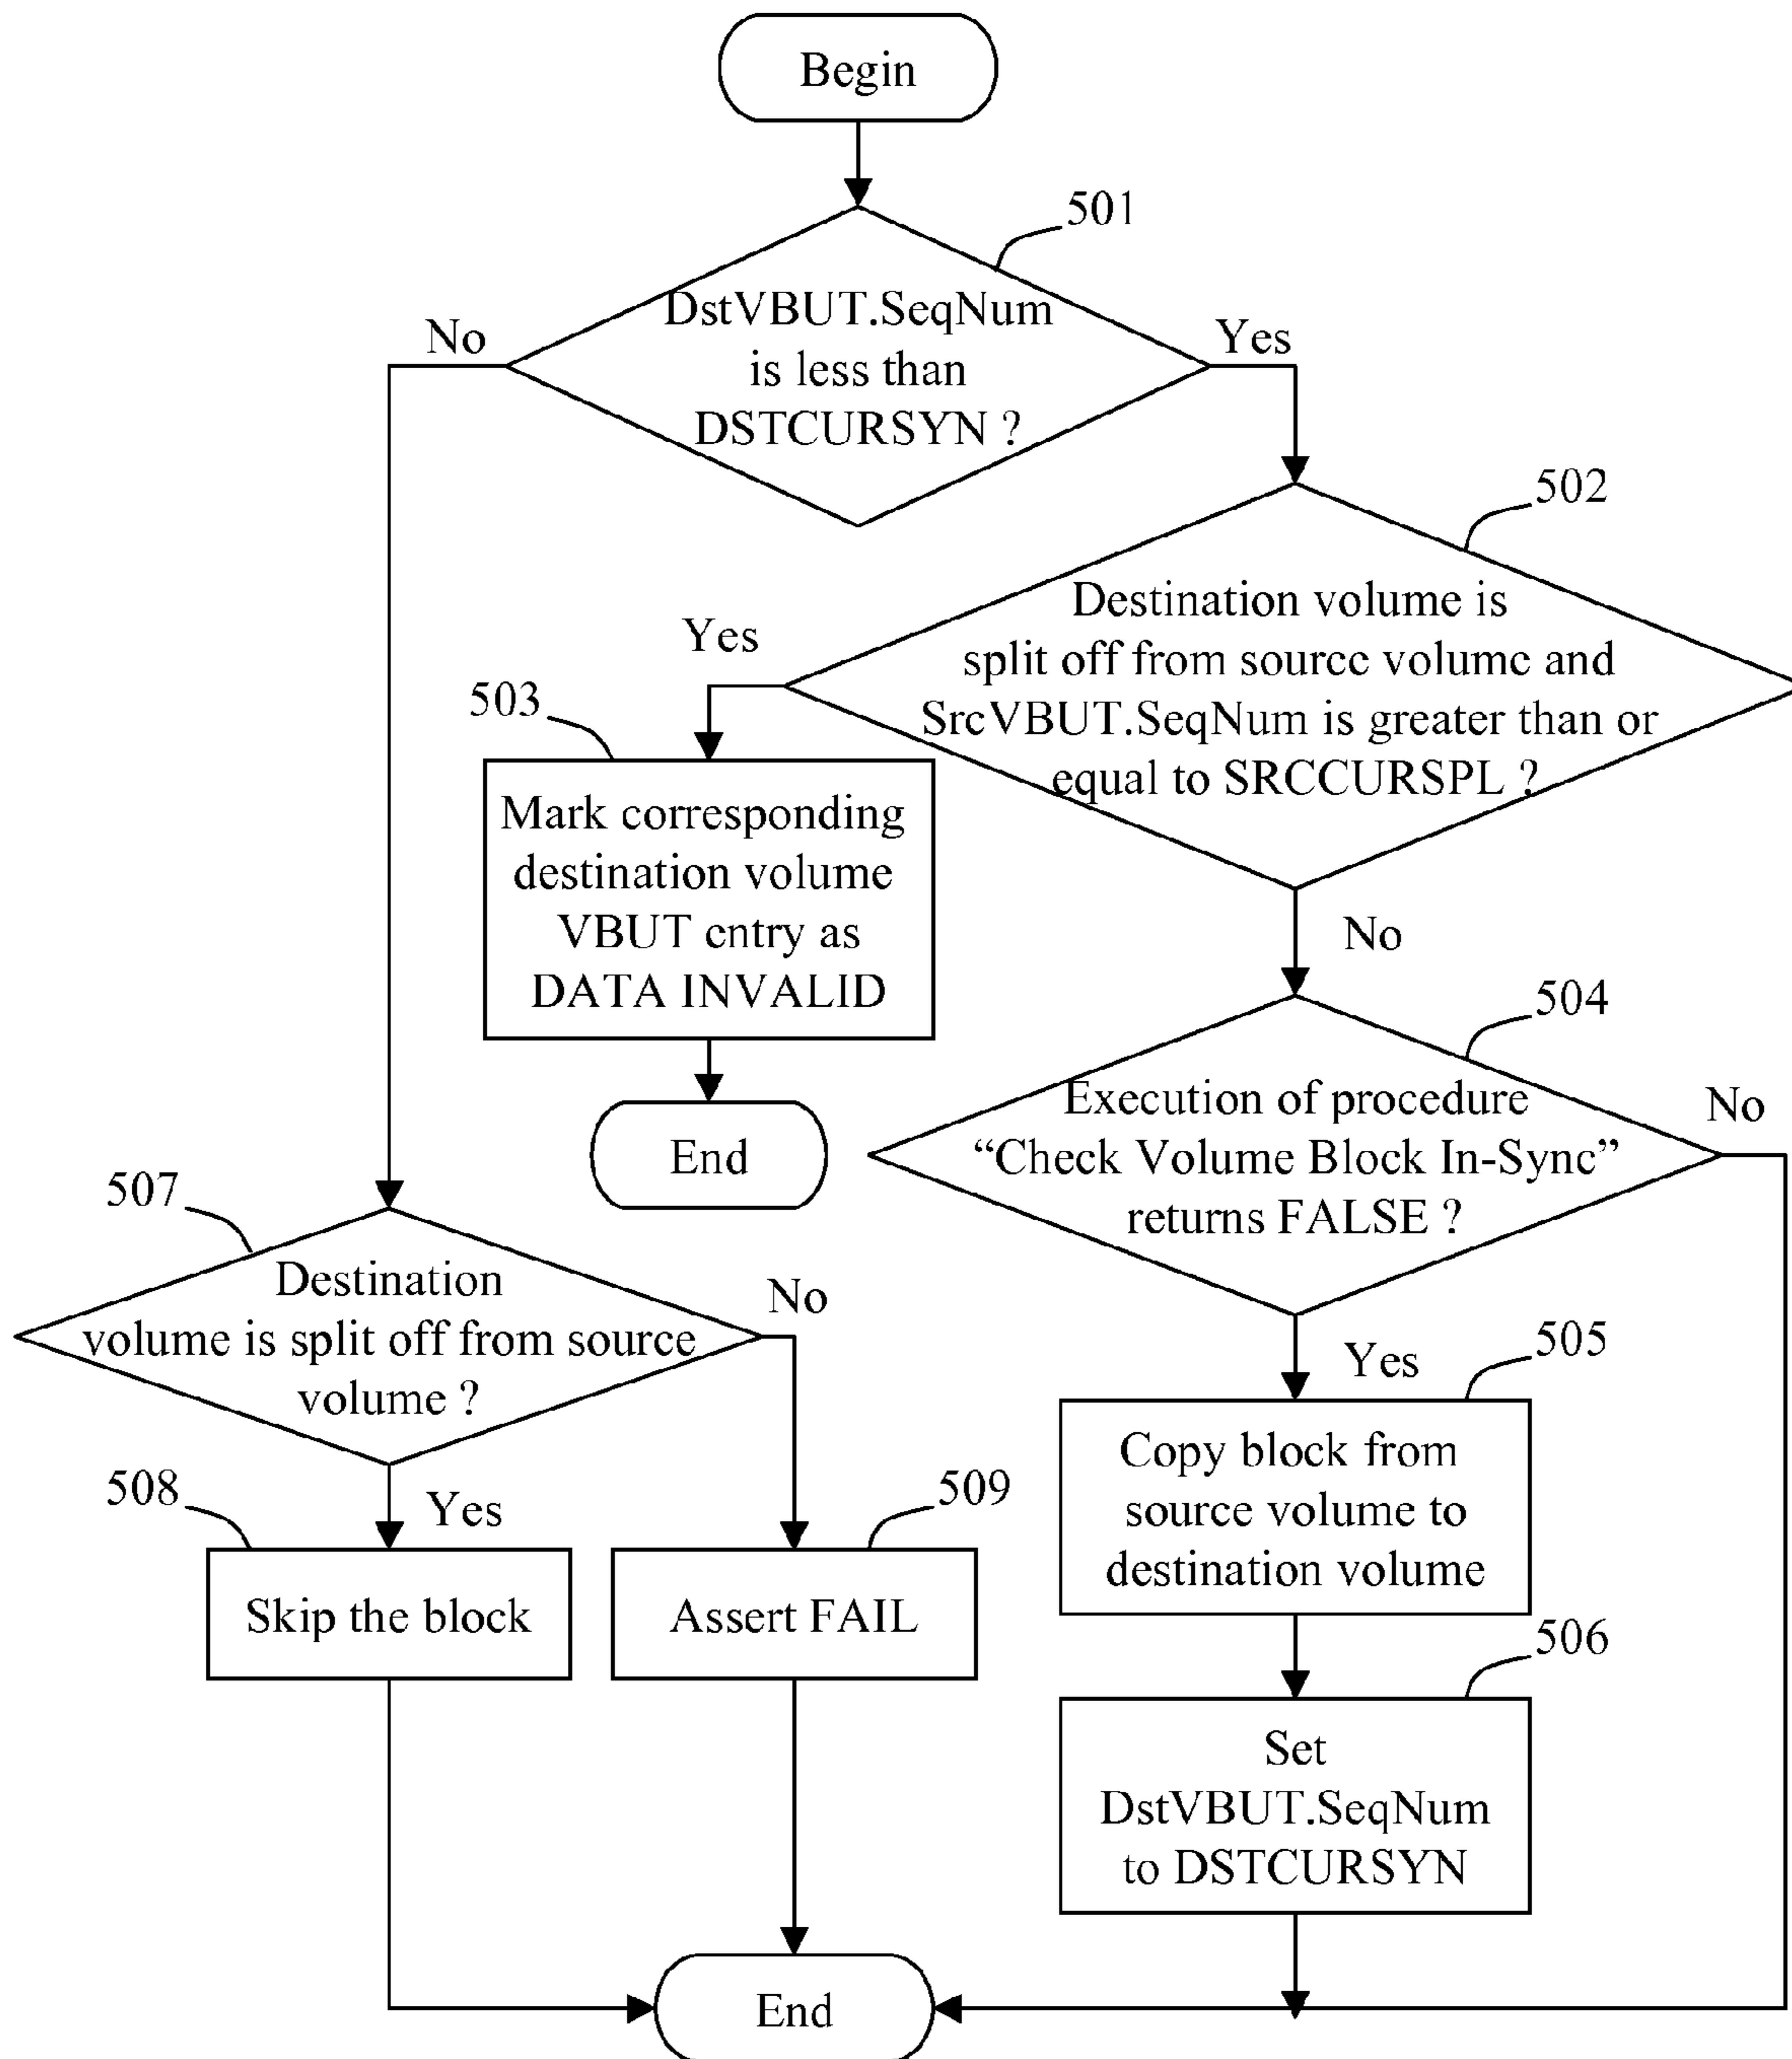 Begin
501
DstVBUT.SeqNum
is less than
DSTCURSYN ?
No
Yes
502
Destination volume is
split off from source volume and
SrcVBUT.SeqNum is greater than or
equal to SRCCURSPL ?
Yes
No
503
Mark corresponding
destination volume
VBUT entry as
DATA INVALID
End
504
Execution of procedure
“Check Volume Block In-Sync”
returns FALSE ?
No
Yes
505
Copy block from
source volume to
destination volume
506
Set
DstVBUT.SeqNum
to DSTCURSYN
507
Destination
volume is split off from source
volume ?
No
Yes
508
Skip the block
509
Assert FAIL
End